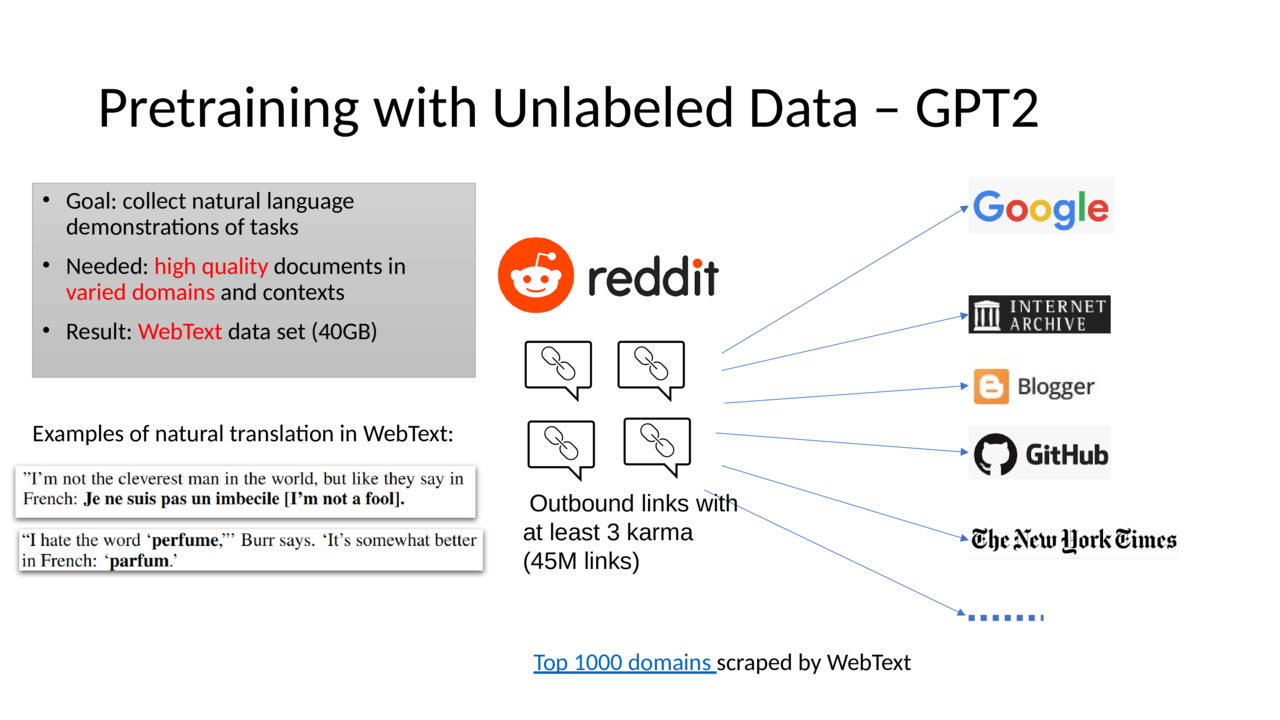 Pretraining with Unlabeled Data – GPT2
• Goal: collect natural language
demonstrations of tasks
• Needed: high quality documents in
varied domains and contexts
• Result: WebText data set (40GB)
Examples of natural translation in WebText:
”I’m not the cleverest man in the world, but like they say in
French: Je ne suis pas un imbecile [I’m not a fool].
“I hate the word ‘perfume,”’ Burr says. ‘It’s somewhat better
in French: ‘parfum.’
reddit
Outbound links with
at least 3 karma
(45M links)
Google
INTERNET
ARCHIVE
Blogger
GitHub
The New York Times
Top 1000 domains scraped by WebText